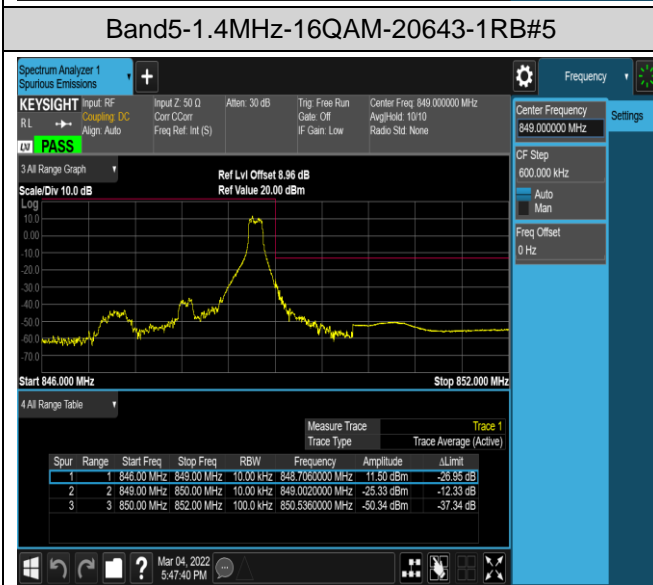 Band5-1.4MHz-16QAM-20643-1RB#5
Spectrum Analyzer 1
Spurious Emissions
Frequency
KEYSIGHT
RL
Input: RF
Coupling: DC
Align: Auto
Input Z: 50 Ω
Corr CCorr
Freq Ref: Int (S)
Atten: 30 dB
Trig: Free Run
Gate: Off
IF Gain: Low
Center Freq: 849.000000 MHz
Avg|Hold: 10/10
Radio Std: None
LXI PASS
3 All Range Graph
Ref Lvl Offset 8.96 dB
Scale/Div 10.0 dB
Ref Value 20.00 dBm
Log
10.0
0.00
-10.0
-20.0
-30.0
-40.0
-50.0
-60.0
-70.0
Start 846.000 MHz
Stop 852.000 MHz
4 All Range Table
Measure Trace Trace 1
Trace Type Trace Average (Active)
Spur Range Start Freq Stop Freq RBW Frequency Amplitude ΔLimit
1 1 846.00 MHz 849.00 MHz 10.00 kHz 848.7060000 MHz 11.50 dBm -26.95 dB
2 2 849.00 MHz 850.00 MHz 10.00 kHz 849.0020000 MHz -25.33 dBm -12.33 dB
3 3 850.00 MHz 852.00 MHz 100.0 kHz 850.5360000 MHz -50.34 dBm -37.34 dB
Center Frequency
849.000000 MHz
Settings
CF Step
600.000 kHz
Auto
Man
Freq Offset
0 Hz
Mar 04, 2022
5:47:40 PM